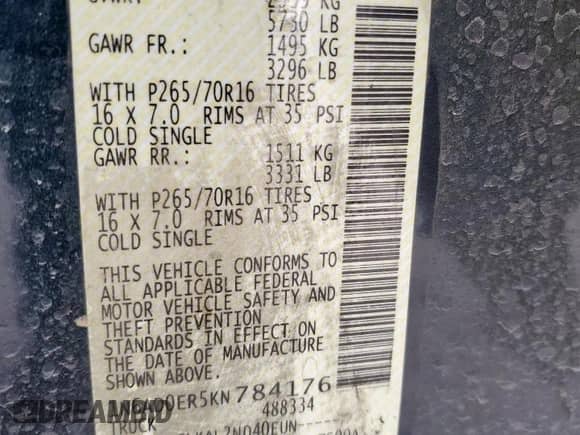 KG
5730 LB
GAWR FR.: 1495 KG
3296 LB
WITH P265/70R16 TIRES
16 X 7.0 RIMS AT 35 PSI
COLD SINGLE
GAWR RR.: 1511 KG
3331 LB
WITH P265/70R16 TIRES
16 X 7.0 RIMS AT 35 PSI
COLD SINGLE
THIS VEHICLE CONFORMS TO
ALL APPLICABLE FEDERAL
MOTOR VEHICLE SAFETY AND
THEFT PREVENTION
STANDARDS IN EFFECT ON
THE DATE OF MANUFACTURE
SHOWN ABOVE.
0ER5KN 784176
488334
TRUCK
DREAMBID